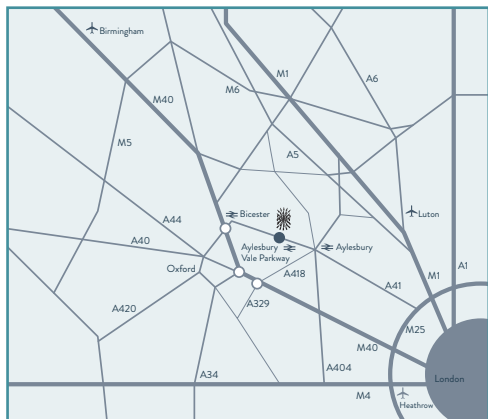 Birmingham
M1
A6
M6
M40
M5
A5
A44
Bicester
Luton
A40
Aylesbury
Vale Parkway
Aylesbury
Oxford
A418
A1
M1
A41
A329
A420
M25
M40
A34
A404
London
M4
Heathrow